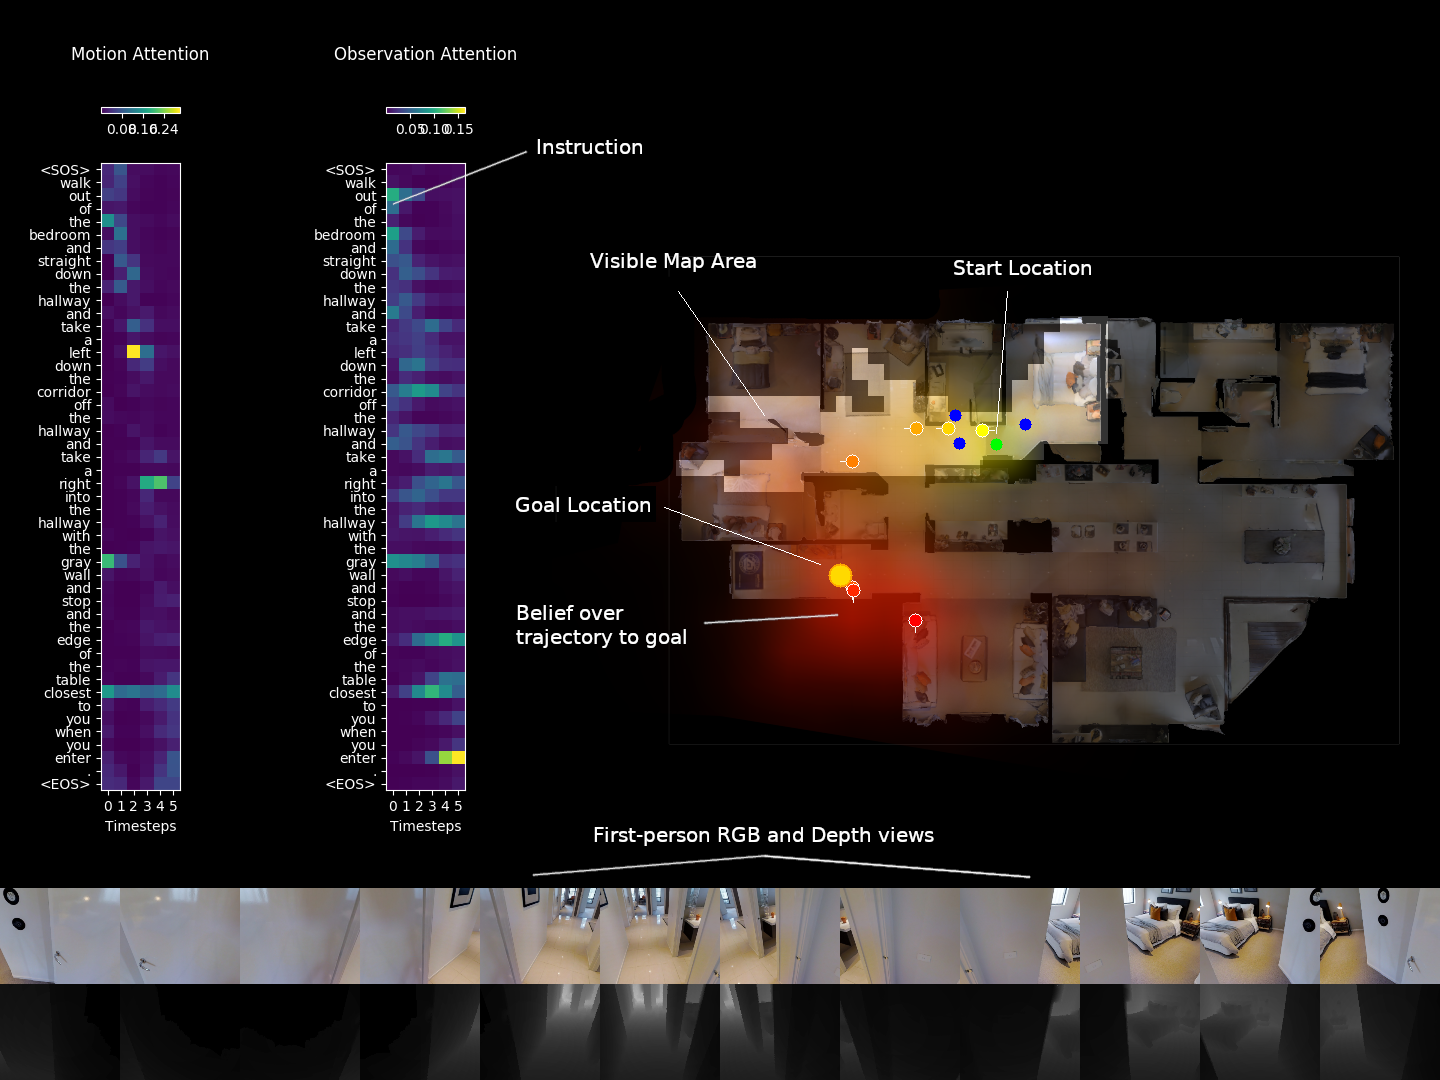 Motion Attention
0.08 0.16 0.24
<SOS>
walk
out
of
the
bedroom
and
straight
down
the
hallway
and
take
a
left
down
the
corridor
off
the
hallway
and
take
a
right
into
the
hallway
with
the
gray
wall
and
stop
and
the
edge
of
the
table
closest
to
you
when
you
enter
.
<EOS>
0 1 2 3 4 5
Timesteps
Observation Attention
0.05 0.10 0.15
<SOS>
walk
out
of
the
bedroom
and
straight
down
the
hallway
and
take
a
left
down
the
corridor
off
the
hallway
and
take
a
right
into
the
hallway
with
the
gray
wall
and
stop
and
the
edge
of
the
table
closest
to
you
when
you
enter
.
<EOS>
0 1 2 3 4 5
Timesteps
Instruction
Visible Map Area
Start Location
Goal Location
Belief over
trajectory to goal
First-person RGB and Depth views